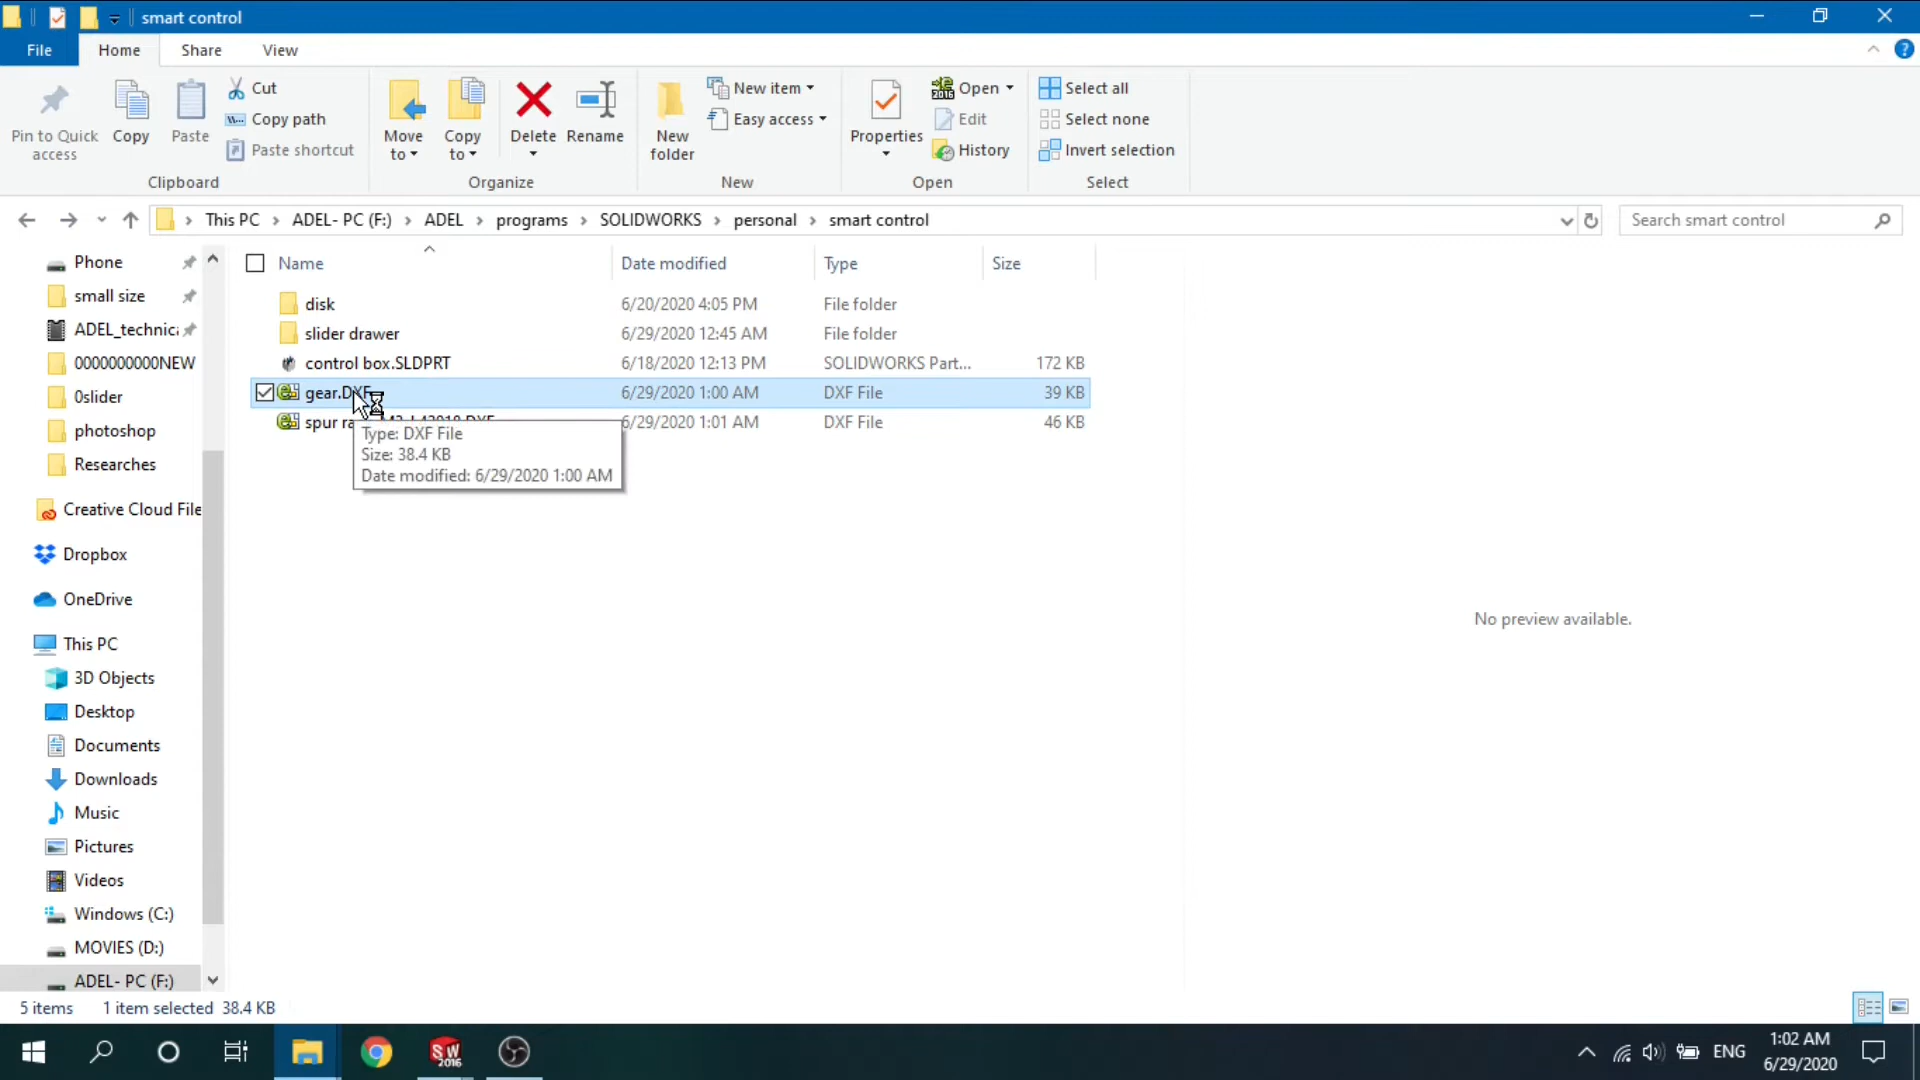 smart control
File Home Share View
Pin to Quick access
Copy
Paste
Cut
Copy path
Paste shortcut
Clipboard
Move to
Copy to
Delete
Rename
Organize
New folder
New item
Easy access
New
Properties
Open
Edit
History
Open
Select all
Select none
Invert selection
Select
This PC ADEL- PC (F:) ADEL programs SOLIDWORKS personal smart control
Search smart control
Phone
small size
ADEL_technica
0000000000NEW
0slider
photoshop
Researches
Creative Cloud File
Dropbox
OneDrive
This PC
3D Objects
Desktop
Documents
Downloads
Music
Pictures
Videos
Windows (C:)
MOVIES (D:)
ADEL- PC (F:)
Name Date modified Type Size
disk 6/20/2020 4:05 PM File folder
slider drawer 6/29/2020 12:45 AM File folder
control box.SLDPRT 6/18/2020 12:13 PM SOLIDWORKS Part... 172 KB
gear.DXF 6/29/2020 1:00 AM DXF File 39 KB
spur 6/29/2020 1:01 AM DXF File 46 KB
Type: DXF File
Size: 38.4 KB
Date modified: 6/29/2020 1:00 AM
No preview available.
5 items 1 item selected 38.4 KB
SW 2016
ENG
1:02 AM
6/29/2020